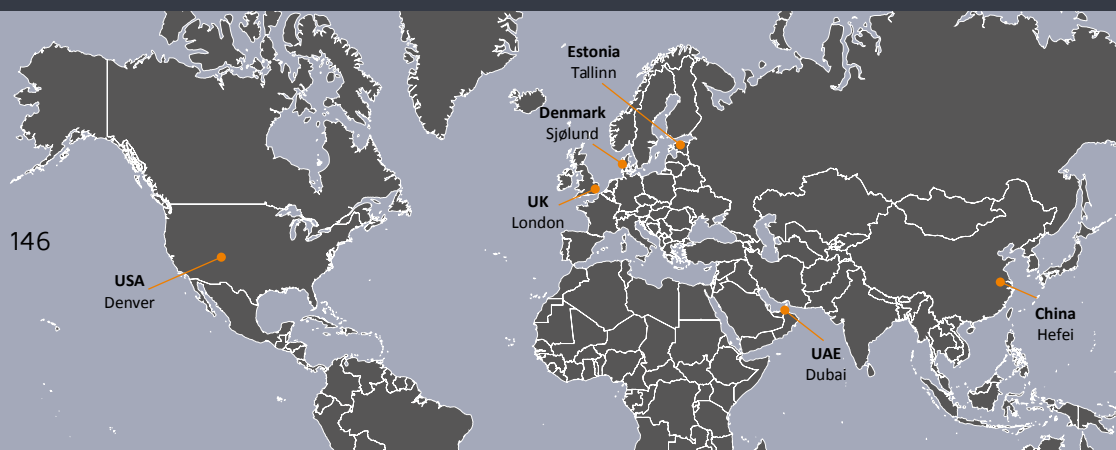 Estonia
Tallinn
Denmark
Sjølund
UK
London
146
USA
Denver
China
Hefei
UAE
Dubai